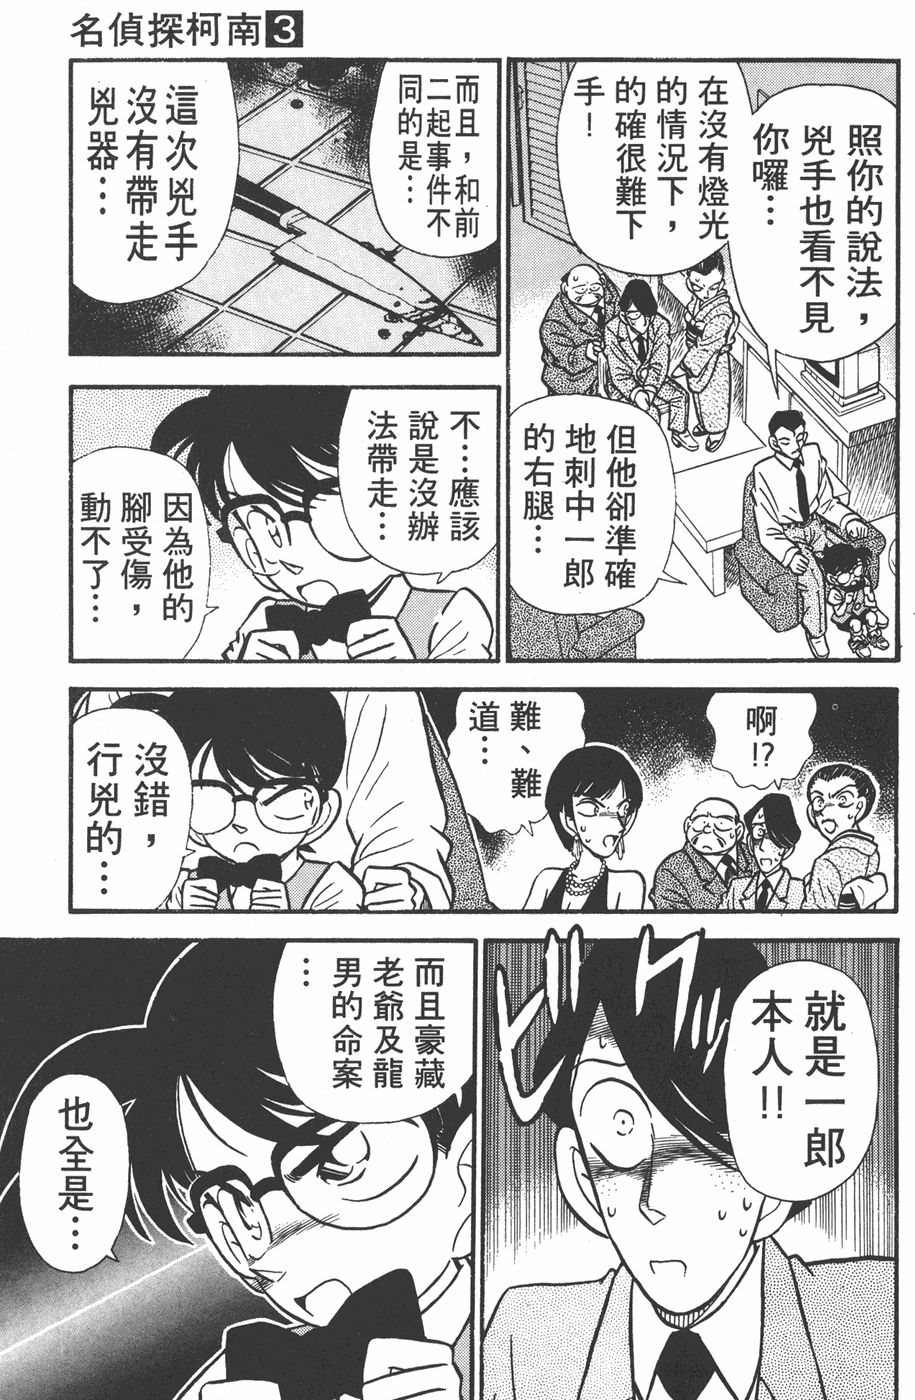 名偵探柯南3
照你的說法，
兇手也看不見
你囉…
在沒有燈光
的情況下，
的確很難下
手！
但他卻準確
地刺中一郎
的右腿…
而且，和前
二起事件不
同的是…
這次兇手
沒有帶走
兇器…
不…應該
說是沒辦
法帶走…
因為他的
腳受傷，
動不了…
啊!?
難、難
道…
沒錯，
行兇的…
就是一郎
本人!!
ビクッ
而且豪藏
老爺及龍
男的命案
…
也全是…